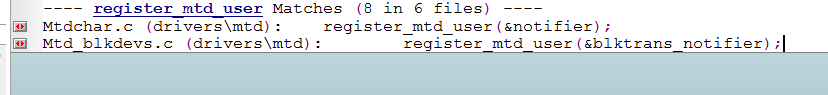 ---- register_mtd_user Matches (8 in 6 files) ----
Mtdchar.c (drivers\mtd):    register_mtd_user(&notifier);
Mtd_blkdevs.c (drivers\mtd):        register_mtd_user(&blktrans_notifier);